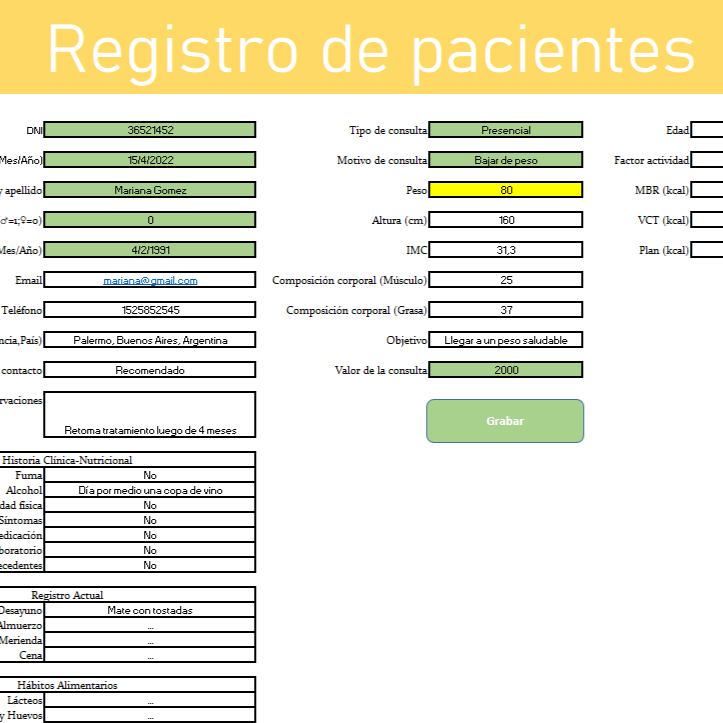 Registro de pacientes
DNI 36521452 Tipo de consulta Presencial Edad
Mes/Año) 15/4/2022 Motivo de consulta Bajar de peso Factor actividad
y apellido Mariana Gomez Peso 80 MBR (kcal)
♂=1;♀=0) 0 Altura (cm) 160 VCT (kcal)
Mes/Año) 4/2/1991 IMC 31,3 Plan (kcal)
Email mariana@gmail.com Composición corporal (Músculo) 25
Teléfono 1525852545 Composición corporal (Grasa) 37
ncia,País) Palermo, Buenos Aires, Argentina Objetivo Llegar a un peso saludable
contacto Recomendado Valor de la consulta 2000
rvaciones
Retoma tratamiento luego de 4 meses
Grabar
Historia Clínica-Nutricional
Fuma No
Alcohol Día por medio una copa de vino
dad física No
Síntomas No
edicación No
boratorio No
ecedentes No
Registro Actual
Desayuno Mate con tostadas
Almuerzo ...
Merienda ...
Cena ...
Hábitos Alimentarios
Lácteos ...
y Huevos ...